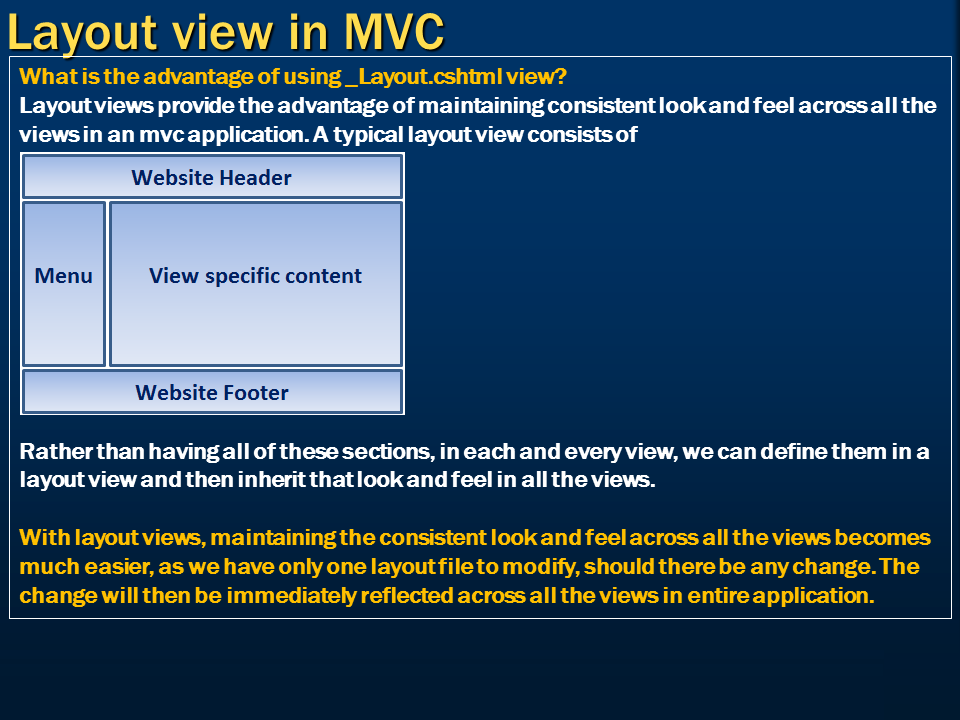 Layout view in MVC
What is the advantage of using _Layout.cshtml view?
Layout views provide the advantage of maintaining consistent look and feel across all the
views in an mvc application. A typical layout view consists of
Website Header
Menu
View specific content
Website Footer
Rather than having all of these sections, in each and every view, we can define them in a
layout view and then inherit that look and feel in all the views.
With layout views, maintaining the consistent look and feel across all the views becomes
much easier, as we have only one layout file to modify, should there be any change. The
change will then be immediately reflected across all the views in entire application.